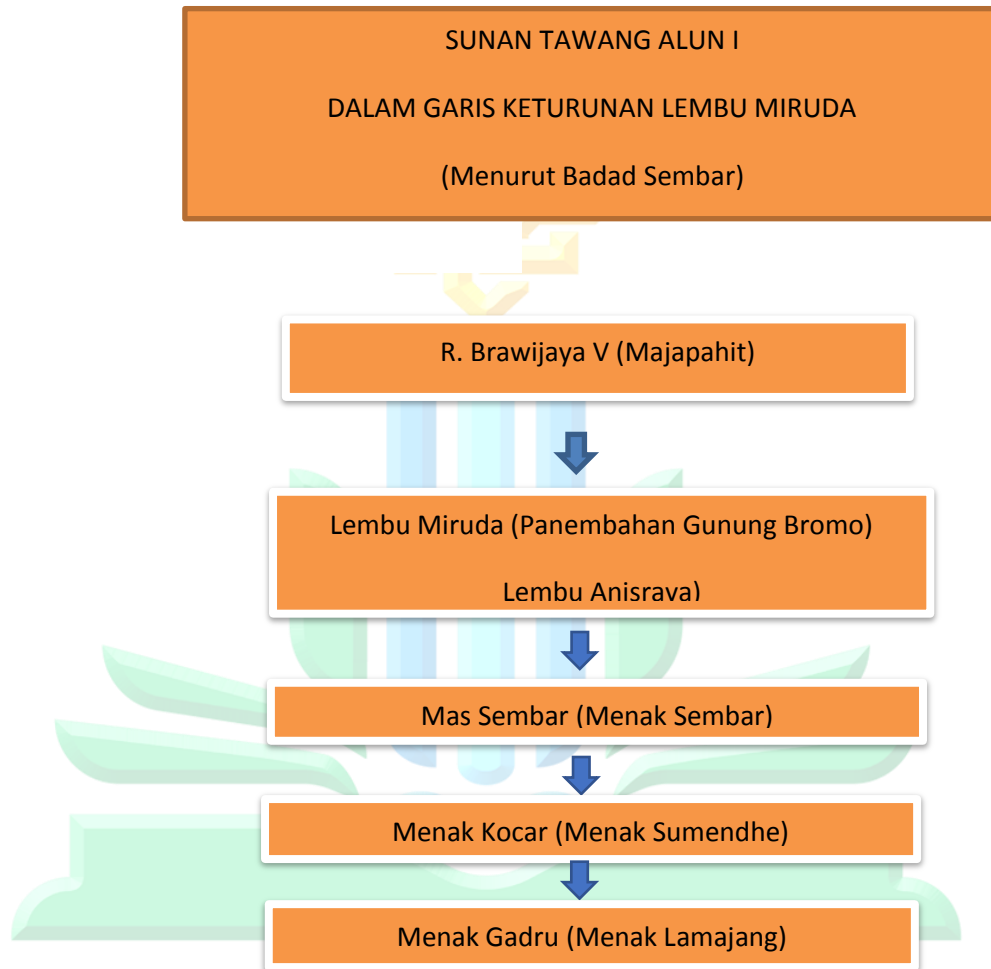 SUNAN TAWANG ALUN I
DALAM GARIS KETURUNAN LEMBU MIRUDA
(Menurut Badad Sembar)
R. Brawijaya V (Majapahit)
Lembu Miruda (Panembahan Gunung Bromo)
Lembu Anisraya)
Mas Sembar (Menak Sembar)
Menak Kocar (Menak Sumendhe)
Menak Gadru (Menak Lamajang)